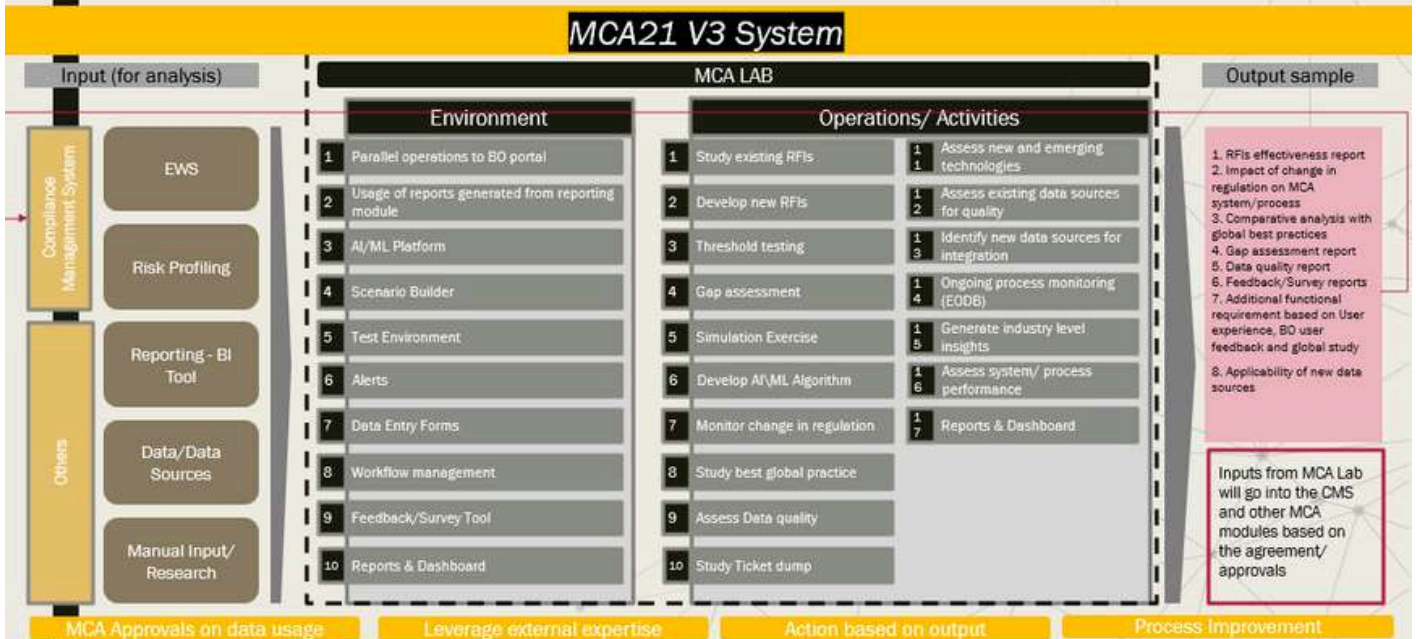 MCA21 V3 System
Input (for analysis)
MCA LAB
Output sample
Compliance
Management System
Others
EWS
Risk Profiling
Reporting - BI
Tool
Data/Data
Sources
Manual Input/
Research
Environment
1 Parallel operations to BO portal
2 Usage of reports generated from reporting
module
3 AI/ML Platform
4 Scenario Builder
5 Test Environment
6 Alerts
7 Data Entry Forms
8 Workflow management
9 Feedback/Survey Tool
10 Reports & Dashboard
Operations/ Activities
1 Study existing RFIs
2 Develop new RFIs
3 Threshold testing
4 Gap assessment
5 Simulation Exercise
6 Develop AI\ML Algorithm
7 Monitor change in regulation
8 Study best global practice
9 Assess Data quality
10 Study Ticket dump
11 Assess new and emerging
technologies
12 Assess existing data sources
for quality
13 Identify new data sources for
integration
14 Ongoing process monitoring
(EODB)
15 Generate industry level
insights
16 Assess system/ process
performance
17 Reports & Dashboard
1. RFIs effectiveness report
2. Impact of change in
regulation on MCA
system/process
3. Comparative analysis with
global best practices
4. Gap assessment report
5. Data quality report
6. Feedback/Survey reports
7. Additional functional
requirement based on User
experience, BO user
feedback and global study
8. Applicability of new data
sources
Inputs from MCA Lab
will go into the CMS
and other MCA
modules based on
the agreement/
approvals
MCA Approvals on data usage
Leverage external expertise
Action based on output
Process Improvement